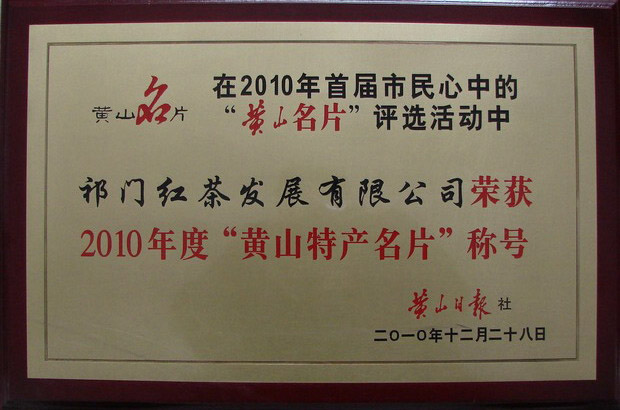 黄山名片
在2010年首届市民心中的
“黄山名片”评选活动中
祁门红茶发展有限公司荣获
2010年度“黄山特产名片”称号
黄山日报社
二〇一〇年十二月二十八日